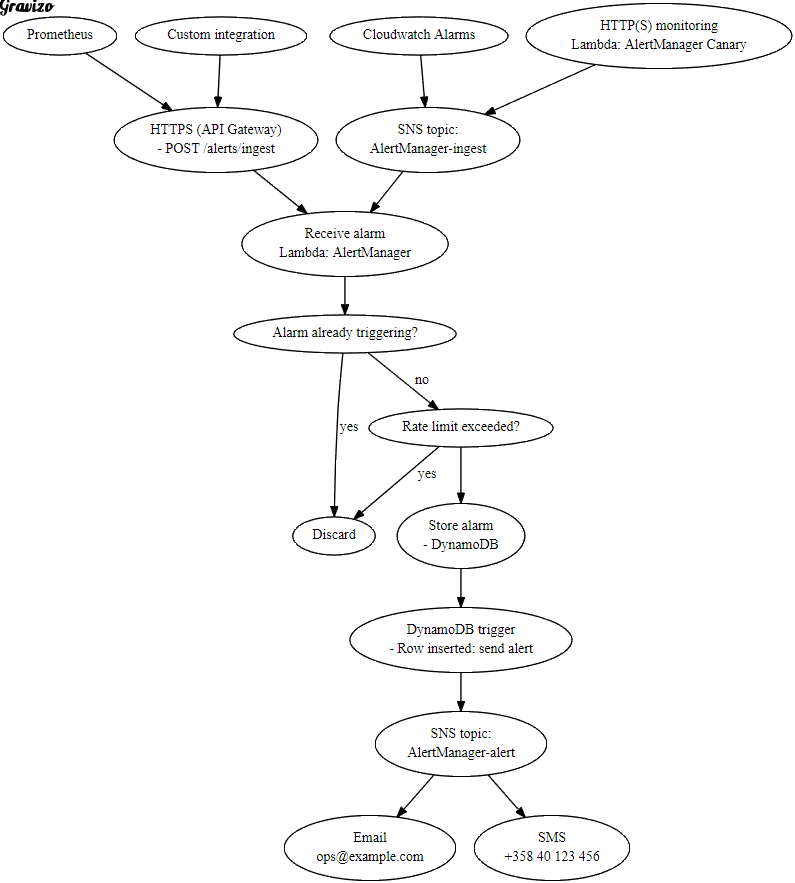 Gravizo
Prometheus
Custom integration
Cloudwatch Alarms
HTTP(S) monitoring
Lambda: AlertManager Canary
HTTPS (API Gateway)
- POST /alerts/ingest
SNS topic:
AlertManager-ingest
Receive alarm
Lambda: AlertManager
Alarm already triggering?
no
yes
Rate limit exceeded?
yes
Discard
Store alarm
- DynamoDB
DynamoDB trigger
- Row inserted: send alert
SNS topic:
AlertManager-alert
Email
ops@example.com
SMS
+358 40 123 456